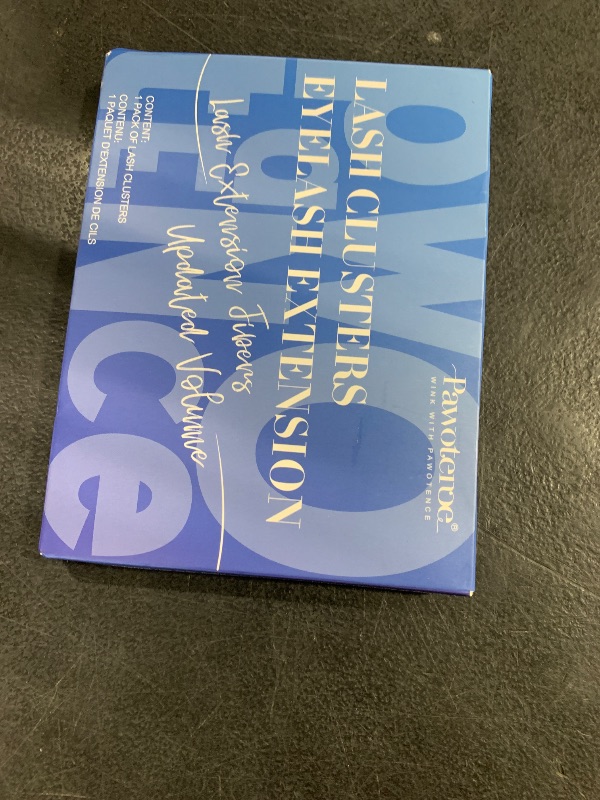 Pawotence®
WINK WITH PAWOTENCE
LASH CLUSTERS
EYELASH EXTENSION
Lash Extension Fibers
Updated Volume
CONTENT:
1 PACK OF LASH CLUSTERS
CONTENU:
1 PAQUET D'EXTENSION DE CILS